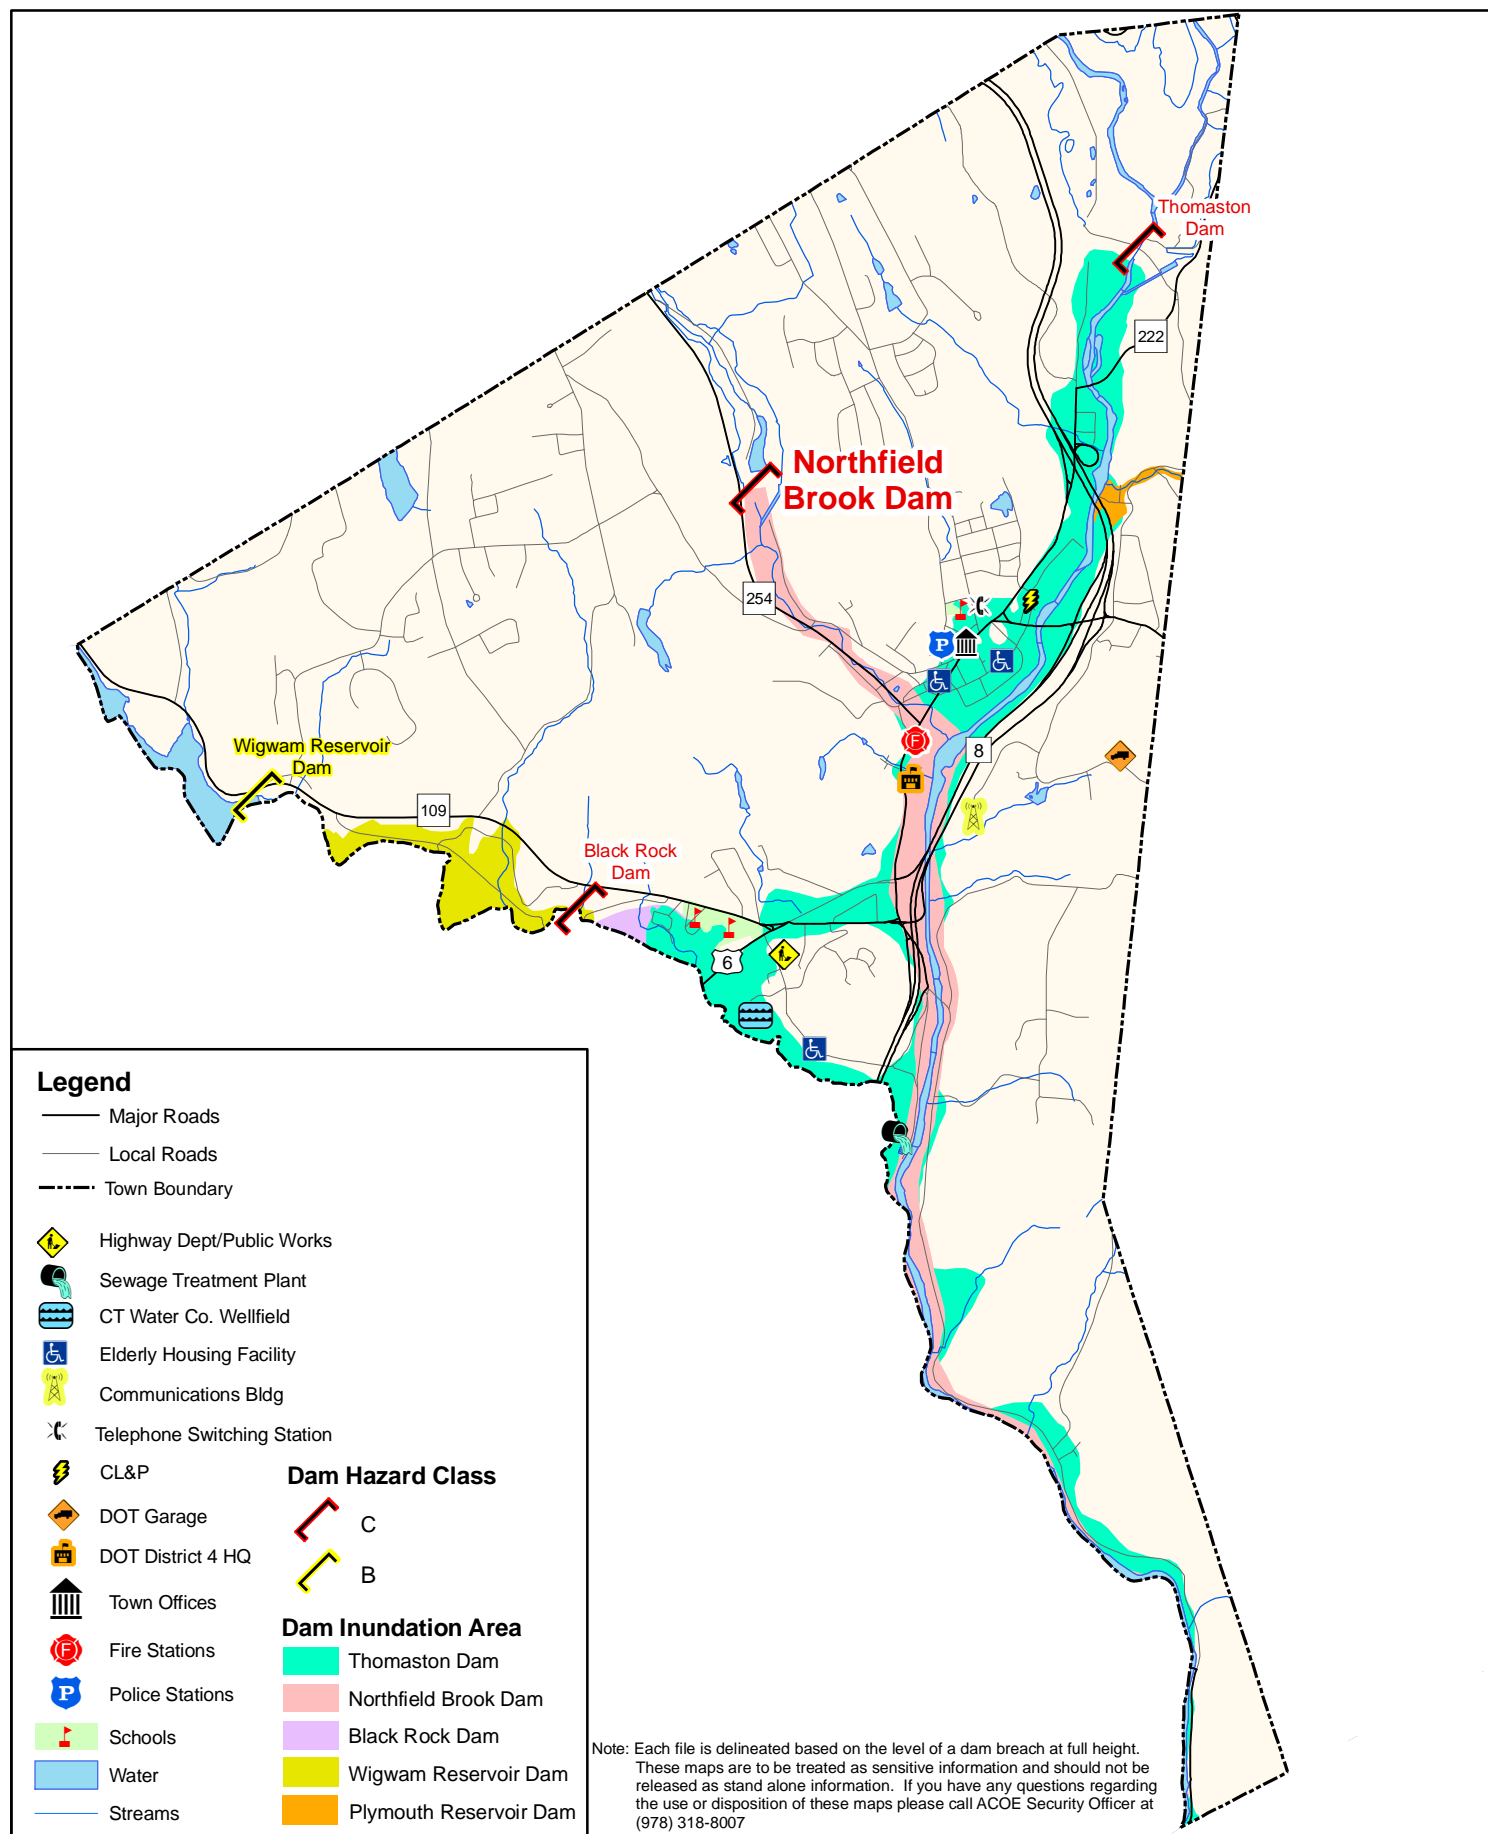 Thomaston
Dam
222
Northfield
Brook Dam
254
P
F
8
Wigwam Reservoir
Dam
109
Black Rock
Dam
6
Legend
Major Roads
Local Roads
Town Boundary
Highway Dept/Public Works
Sewage Treatment Plant
CT Water Co. Wellfield
Elderly Housing Facility
Communications Bldg
Telephone Switching Station
CL&P
DOT Garage
DOT District 4 HQ
Town Offices
F Fire Stations
P Police Stations
Schools
Water
Streams
Dam Hazard Class
C
B
Dam Inundation Area
Thomaston Dam
Northfield Brook Dam
Black Rock Dam
Wigwam Reservoir Dam
Plymouth Reservoir Dam
Note: Each file is delineated based on the level of a dam breach at full height.
These maps are to be treated as sensitive information and should not be
released as stand alone information. If you have any questions regarding
the use or disposition of these maps please call ACOE Security Officer at
(978) 318-8007